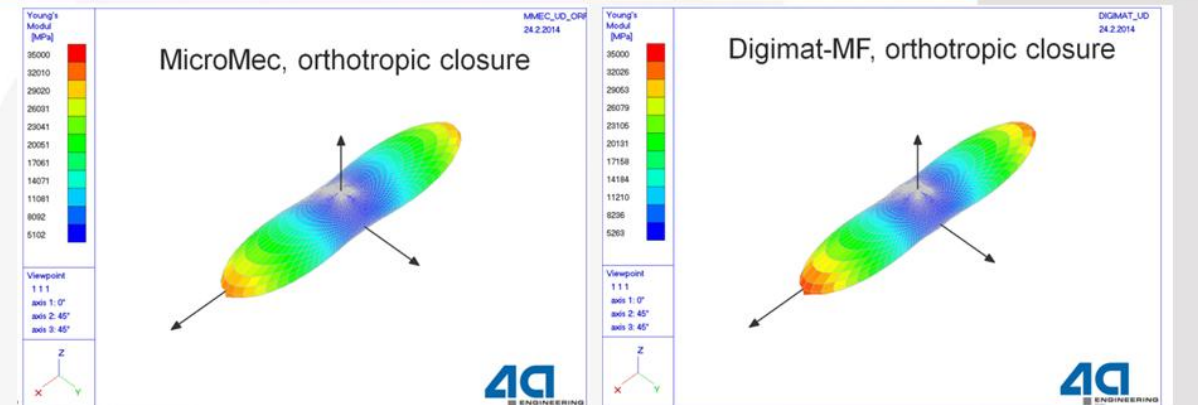 Young's
Modul
[MPa]
35000
32010
29020
26031
23041
20051
17061
14071
11081
8092
5102
MicroMec, orthotropic closure
MMEC_UD_ORF
24.2.2014
Viewpoint
1 1 1
axis 1: 0°
axis 2: 45°
axis 3: 45°
Z
X
Y
4a
ENGINEERING
Young's
Modul
[MPa]
35000
32026
29053
26079
23105
20131
17158
14184
11210
8236
5263
Digimat-MF, orthotropic closure
DIGIMAT_UD
24.2.2014
Viewpoint
1 1 1
axis 1: 0°
axis 2: 45°
axis 3: 45°
Z
X
Y
4a
ENGINEERING